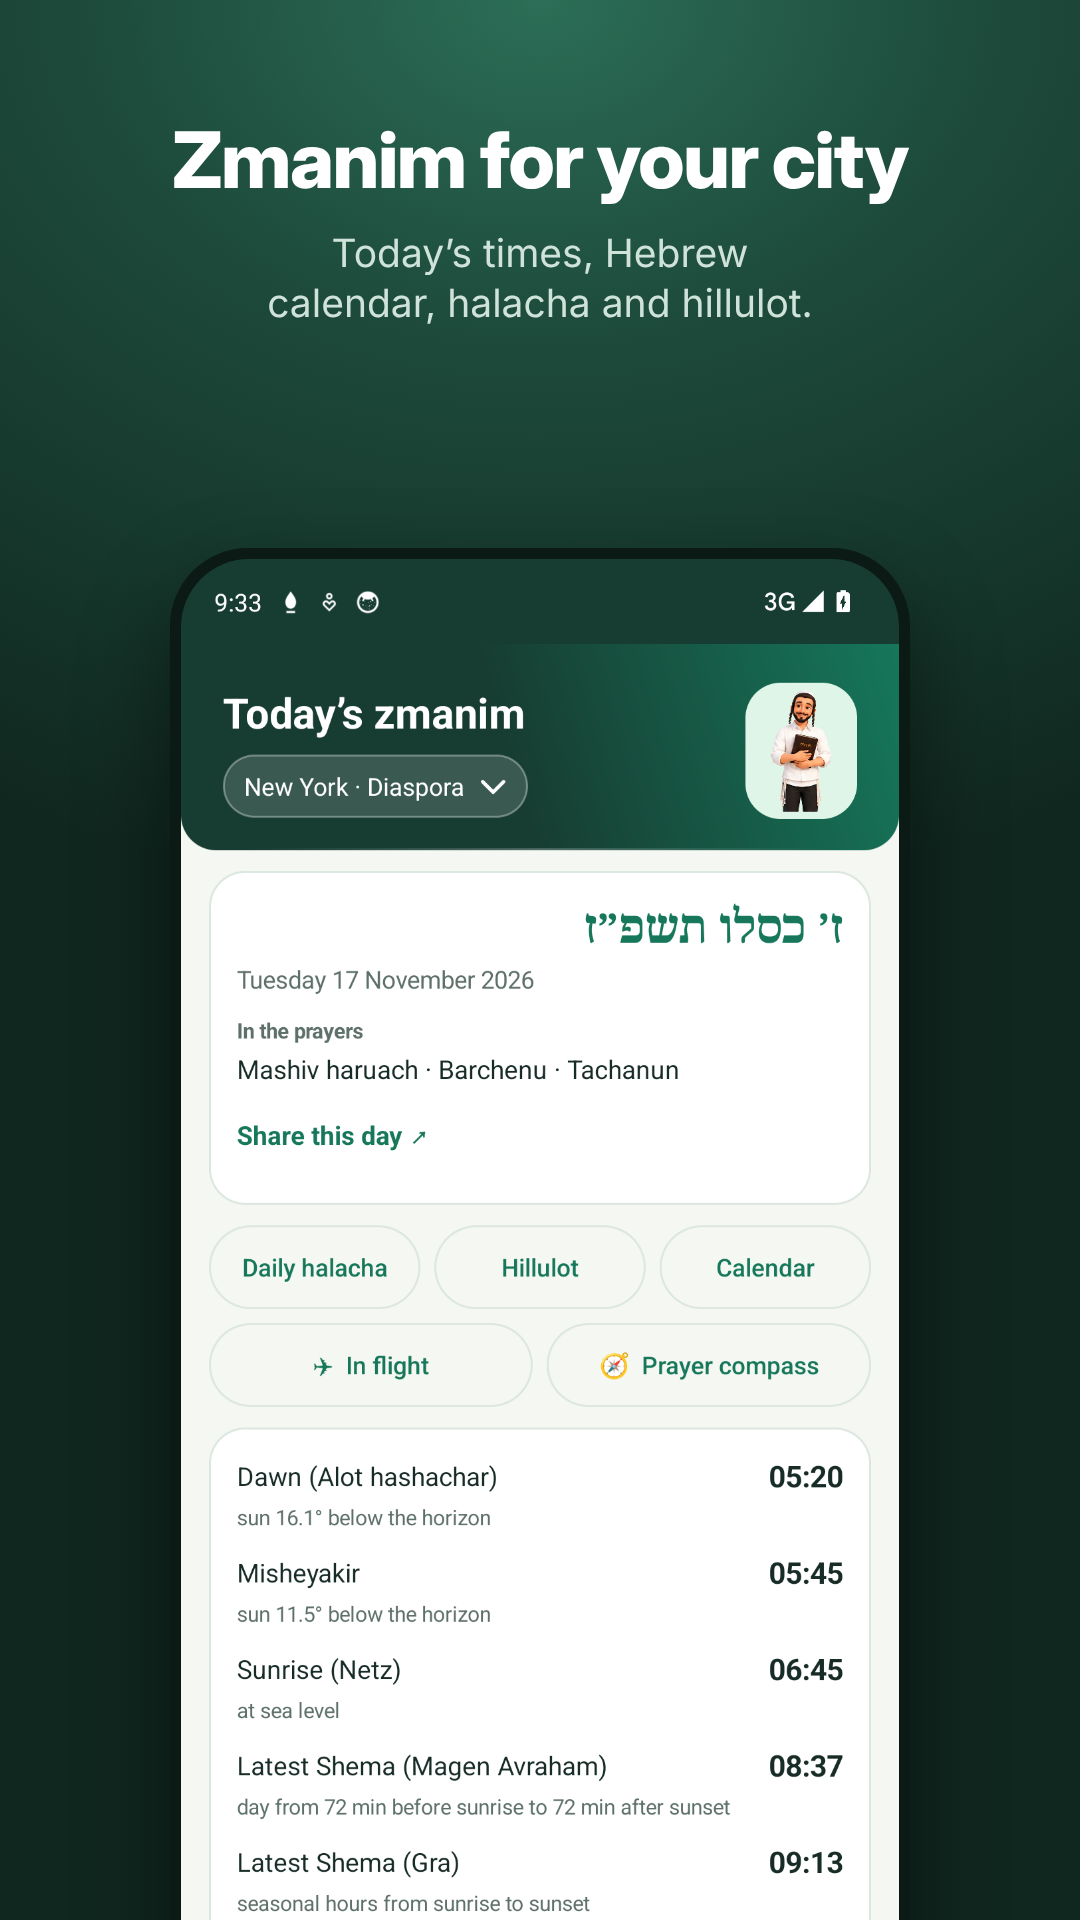 Zmanim for your city
Today’s times, Hebrew
calendar, halacha and hillulot.
9:33
3G
Today’s zmanim
New York · Diaspora
ז׳ כסלו תשפ״ז
Tuesday 17 November 2026
In the prayers
Mashiv haruach · Barchenu · Tachanun
Share this day ↗
Daily halacha
Hillulot
Calendar
✈ In flight
🧭 Prayer compass
Dawn (Alot hashachar) 05:20
sun 16.1° below the horizon
Misheyakir 05:45
sun 11.5° below the horizon
Sunrise (Netz) 06:45
at sea level
Latest Shema (Magen Avraham) 08:37
day from 72 min before sunrise to 72 min after sunset
Latest Shema (Gra) 09:13
seasonal hours from sunrise to sunset